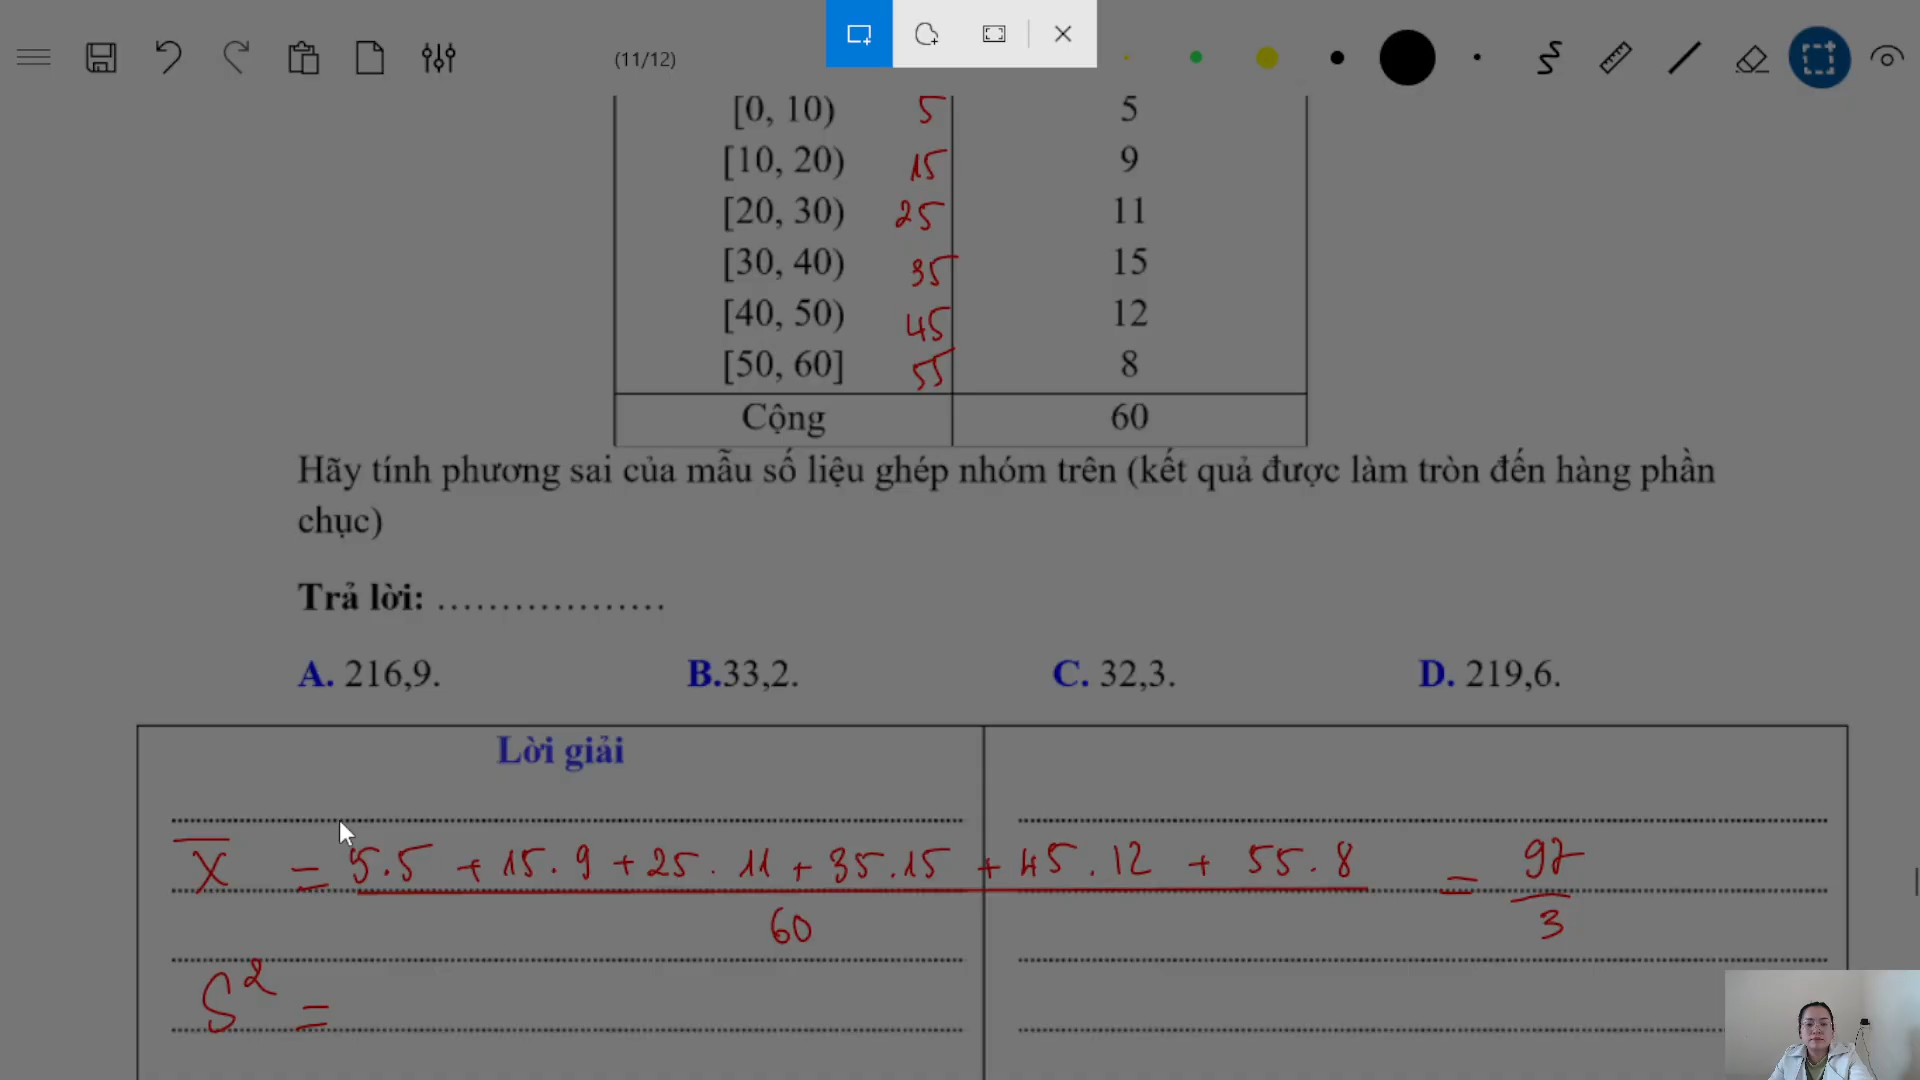 (11/12)
[0, 10) 5 5
[10, 20) 15 9
[20, 30) 25 11
[30, 40) 35 15
[40, 50) 45 12
[50, 60] 55 8
Cộng 60
Hãy tính phương sai của mẫu số liệu ghép nhóm trên (kết quả được làm tròn đến hàng phần
chục)
Trả lời: ..................
A. 216,9. B.33,2. C. 32,3. D. 219,6.
Lời giải
X̅ = 5.5 + 15.9 + 25.11 + 35.15 + 45.12 + 55.8 = 97
60 3
S² =